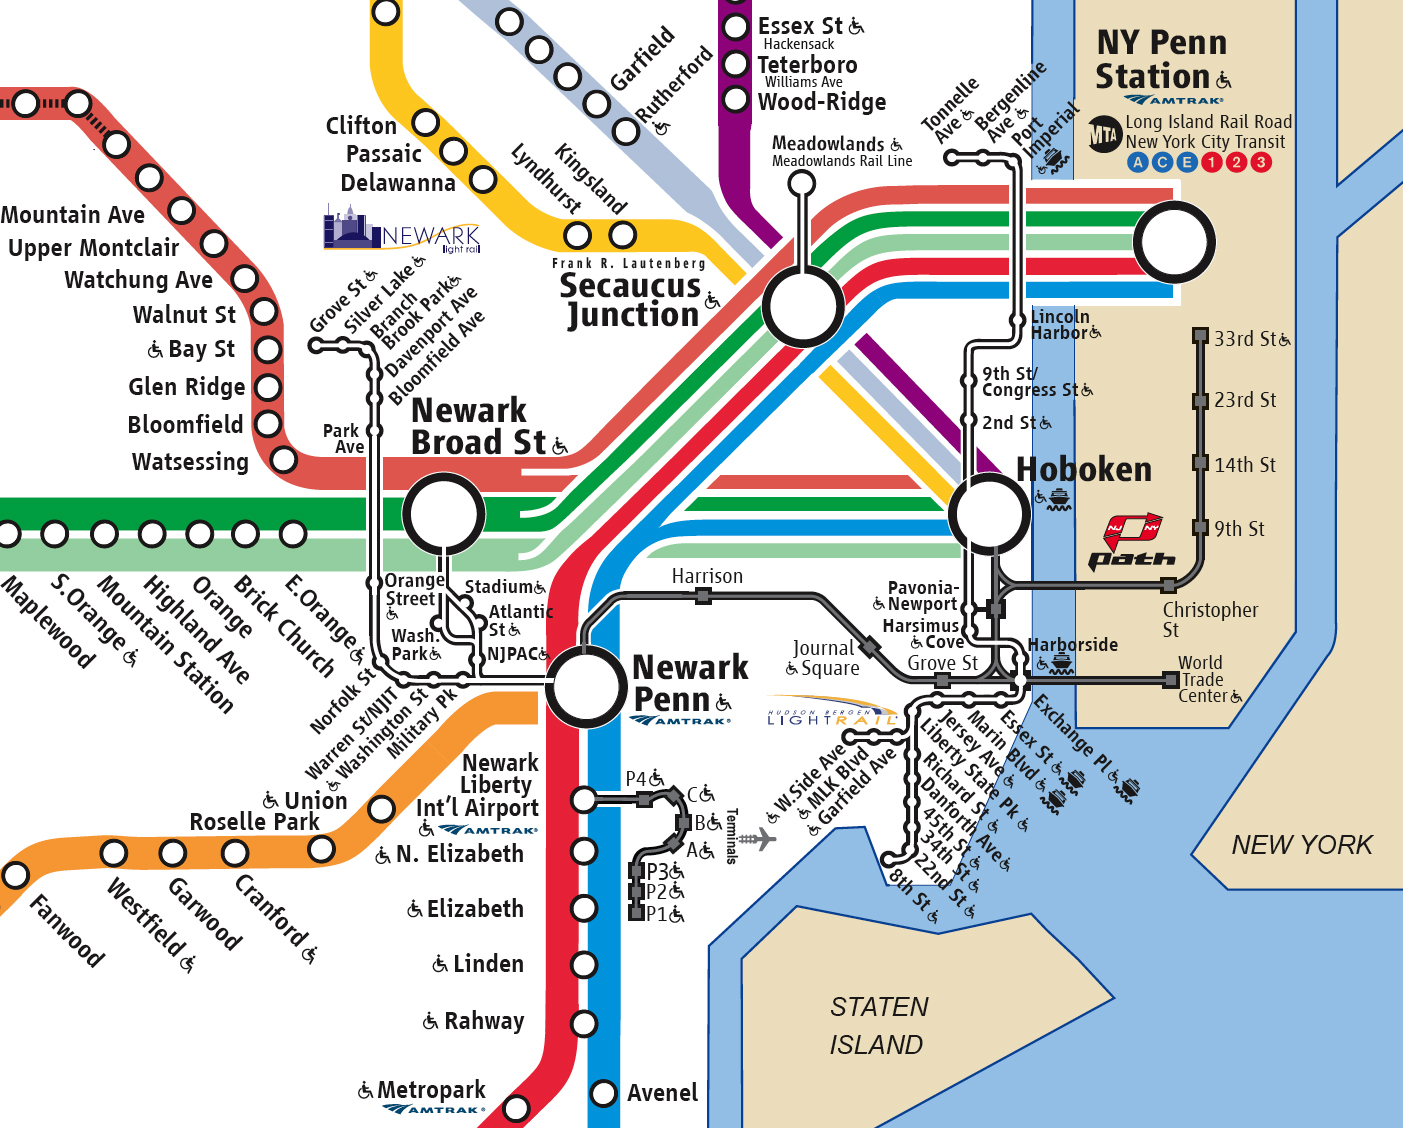 Essex St
Hackensack
Teterboro
Williams Ave
Wood-Ridge
Garfield
Rutherford
Clifton
Passaic
Delawanna
Lyndhurst
Kingsland
NEWARK
light rail
Meadowlands
Meadowlands Rail Line
Tonnelle
Ave
Bergenline
Ave
Port
Imperial
NY Penn
Station
AMTRAK
MTA
Long Island Rail Road
New York City Transit
A C E 1 2 3
Mountain Ave
Upper Montclair
Watchung Ave
Walnut St
Bay St
Glen Ridge
Bloomfield
Watsessing
Grove St
Silver Lake
Branch
Brook Park
Davenport Ave
Bloomfield Ave
Park
Ave
Frank R. Lautenberg
Secaucus
Junction
Newark
Broad St
Lincoln
Harbor
9th St/
Congress St
2nd St
Hoboken
33rd St
23rd St
14th St
9th St
NJ NY
path
Christopher
St
World
Trade
Center
Maplewood
S.Orange
Mountain Station
Highland Ave
Orange
Brick Church
E.Orange
Orange
Street
Stadium
Atlantic
St
Wash.
Park
NJPAC
Norfolk St
Warren St/NJIT
Washington St
Military Pk
Harrison
Journal
Square
Grove St
Pavonia-
Newport
Harsimus
Cove
Harborside
Newark
Penn
AMTRAK
HUDSON BERGEN
LIGHTRAIL
W.Side Ave
MLK Blvd
Garfield Ave
Exchange Pl
Essex St
Marin Blvd
Jersey Ave
Liberty State Pk
Richard St
Danforth Ave
45th St
34th St
22nd St
8th St
Newark
Liberty
Int'l Airport
AMTRAK
P4
C
B
A
P3
P2
P1
Terminals
N. Elizabeth
Elizabeth
Linden
Rahway
Metropark
AMTRAK
Avenel
Union
Roselle Park
Cranford
Garwood
Westfield
Fanwood
NEW YORK
STATEN
ISLAND